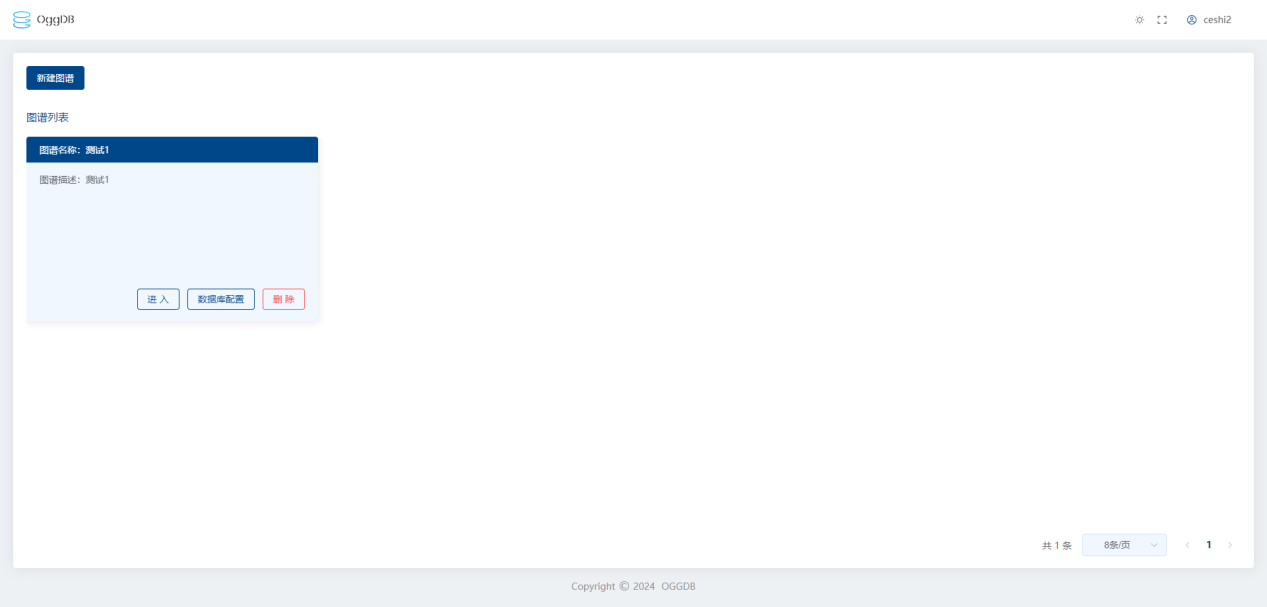 OggDB
ceshi2
新建图谱
图谱列表
图谱名称：测试1
图谱描述：测试1
进 入
数据库配置
删 除
共 1 条
8条/页
1
Copyright © 2024 OGGDB